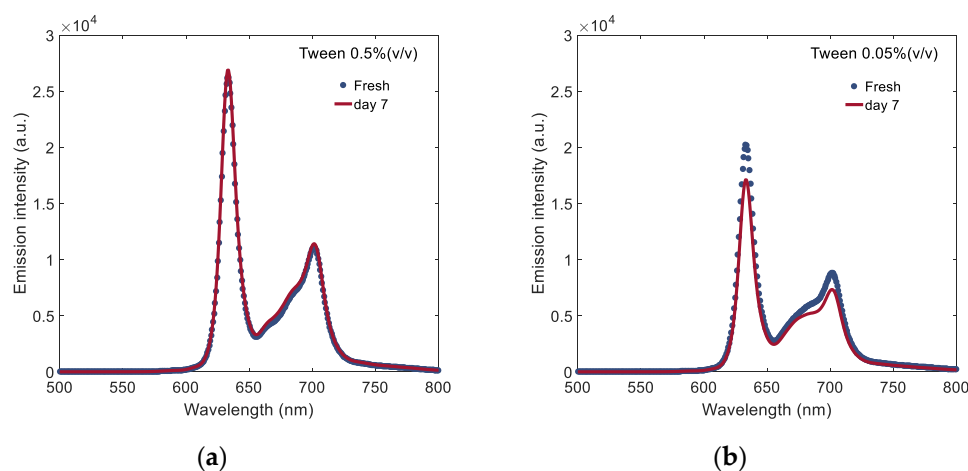 ×10⁴
3
2.5
2
1.5
1
0.5
0
Emission intensity (a.u.)
Tween 0.5%(v/v)
Fresh
day 7
500 550 600 650 700 750 800
Wavelength (nm)
(a)
×10⁴
3
2.5
2
1.5
1
0.5
0
Emission intensity (a.u.)
Tween 0.05%(v/v)
Fresh
day 7
500 550 600 650 700 750 800
Wavelength (nm)
(b)